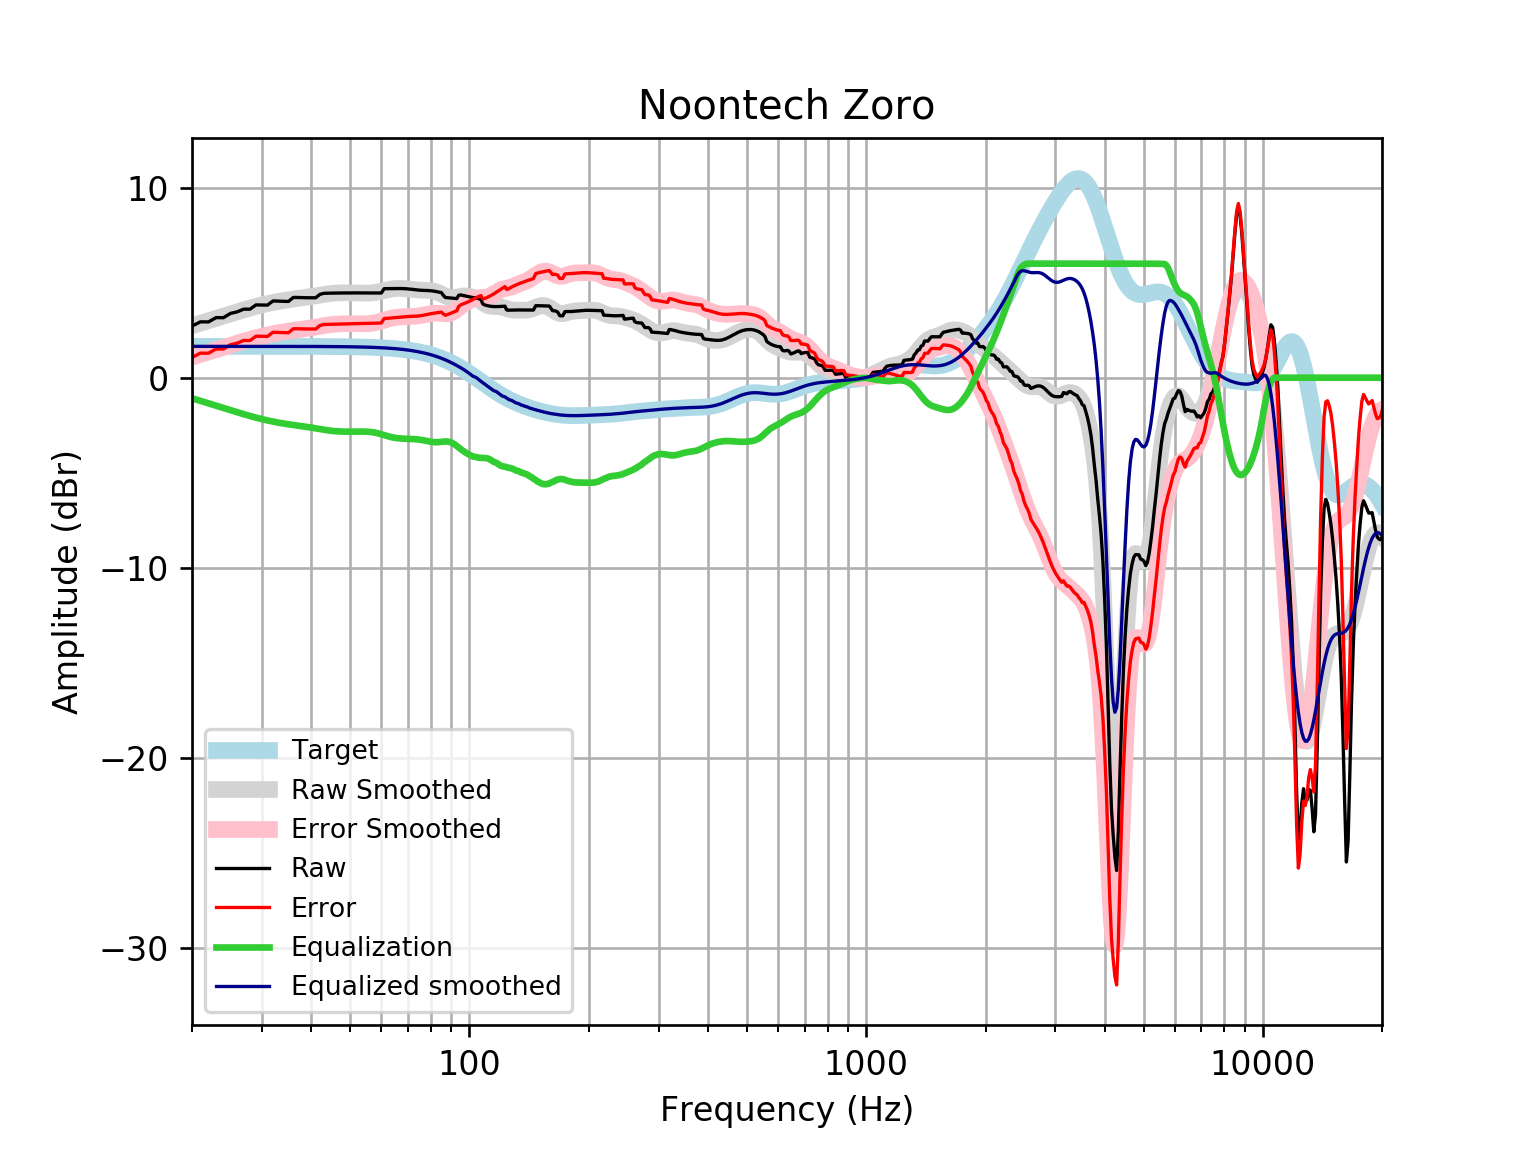 Noontech Zoro
10
0
−10
−20
−30
Amplitude (dBr)
Target
Raw Smoothed
Error Smoothed
Raw
Error
Equalization
Equalized smoothed
100 1000 10000
Frequency (Hz)